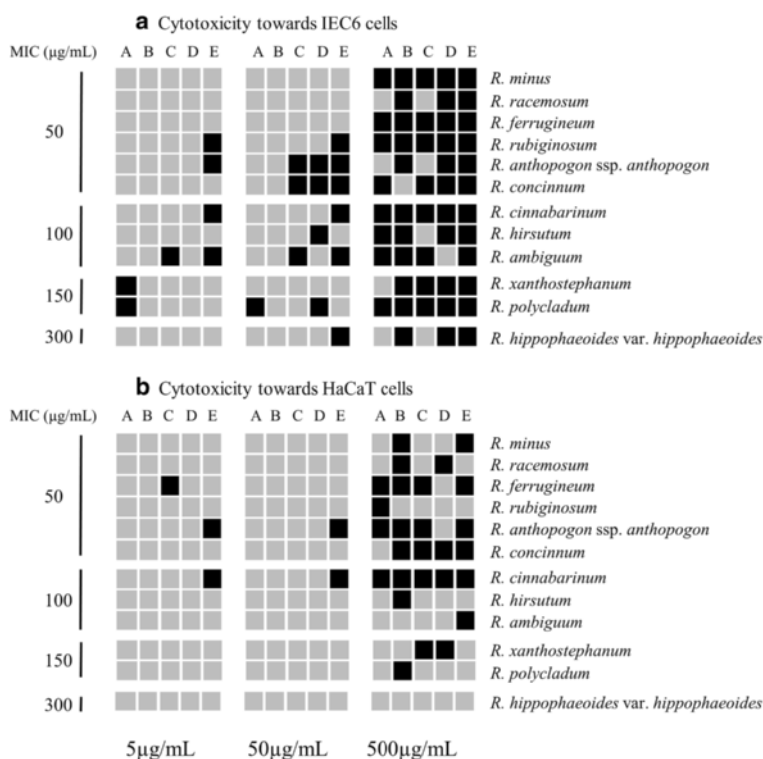 a Cytotoxicity towards IEC6 cells
MIC (µg/mL) A B C D E A B C D E A B C D E
R. minus
R. racemosum
50 R. ferrugineum
R. rubiginosum
R. anthopogon ssp. anthopogon
R. concinnum
R. cinnabarinum
100 R. hirsutum
R. ambiguum
150 R. xanthostephanum
R. polycladum
300 R. hippophaeoides var. hippophaeoides
b Cytotoxicity towards HaCaT cells
MIC (µg/mL) A B C D E A B C D E A B C D E
R. minus
R. racemosum
50 R. ferrugineum
R. rubiginosum
R. anthopogon ssp. anthopogon
R. concinnum
R. cinnabarinum
100 R. hirsutum
R. ambiguum
150 R. xanthostephanum
R. polycladum
300 R. hippophaeoides var. hippophaeoides
5µg/mL 50µg/mL 500µg/mL